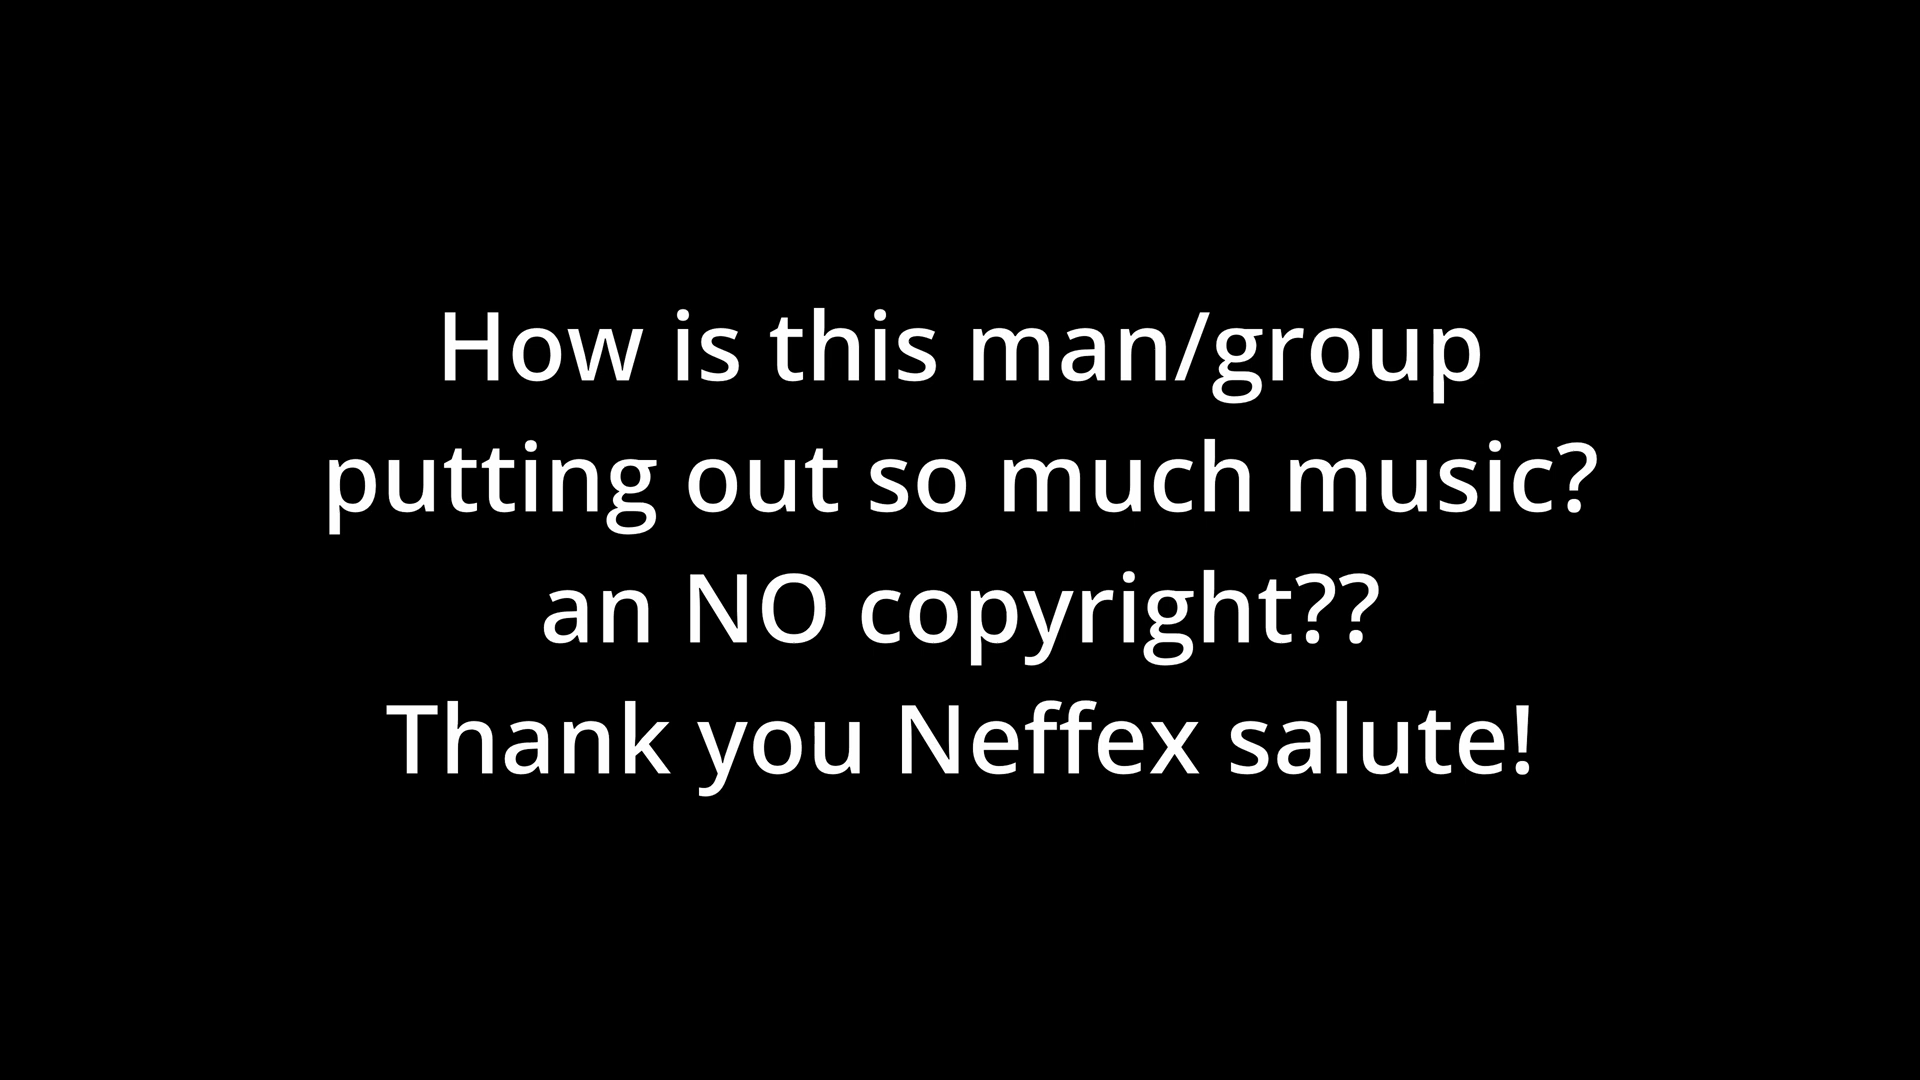 How is this man/group
putting out so much music?
an NO copyright??
Thank you Neffex salute!